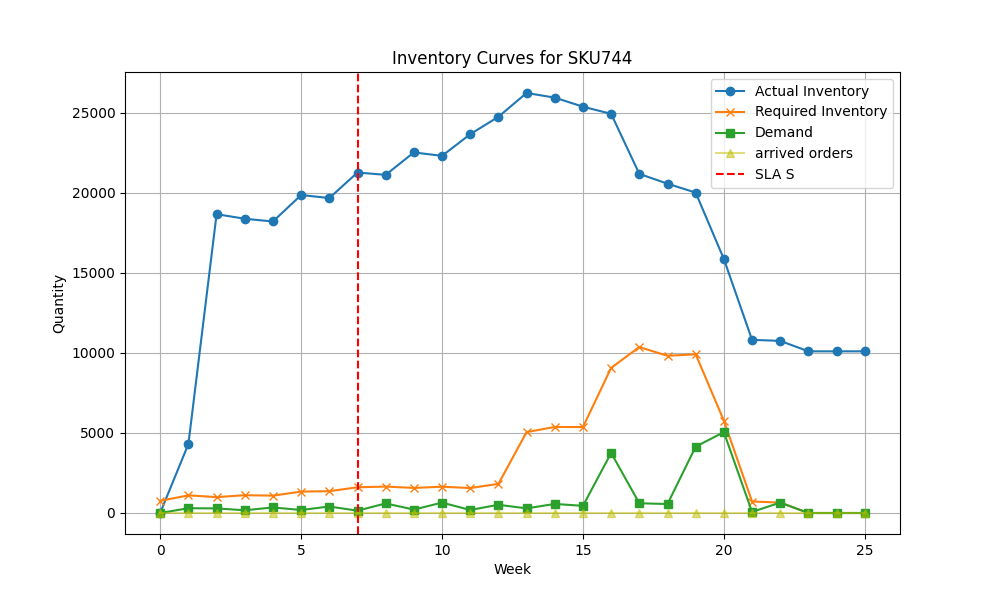 Inventory Curves for SKU744
Actual Inventory
Required Inventory
Demand
arrived orders
SLA S
Quantity
25000
20000
15000
10000
5000
0
0 5 10 15 20 25
Week